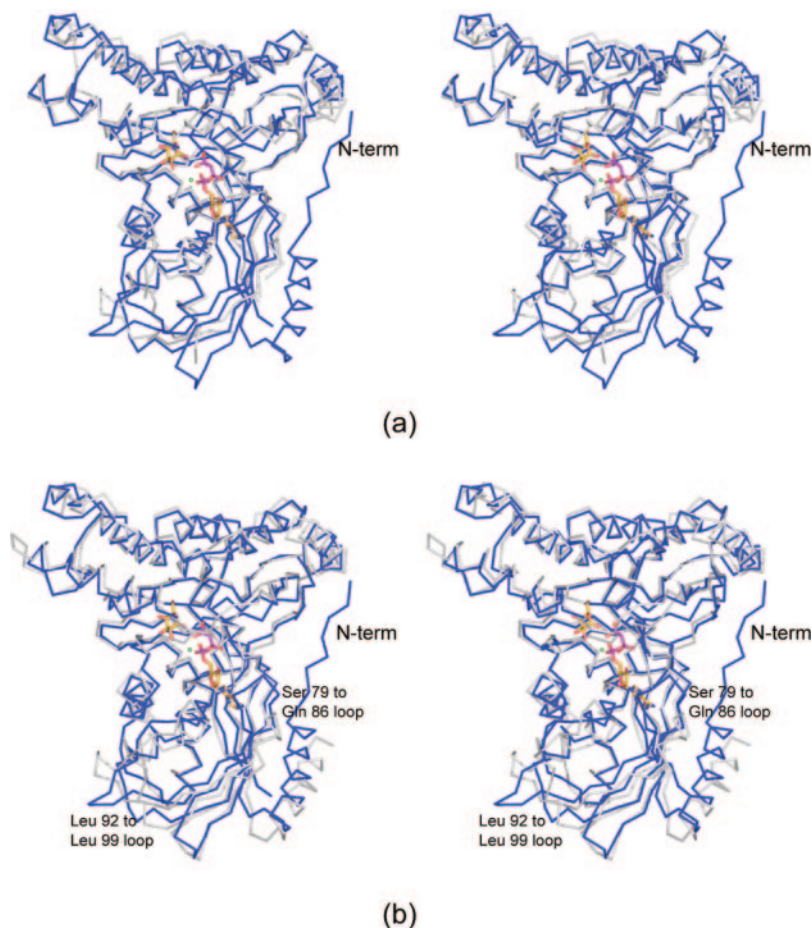 N-term
N-term
(a)
N-term
N-term
Ser 79 to
Gln 86 loop
Ser 79 to
Gln 86 loop
Leu 92 to
Leu 99 loop
Leu 92 to
Leu 99 loop
(b)